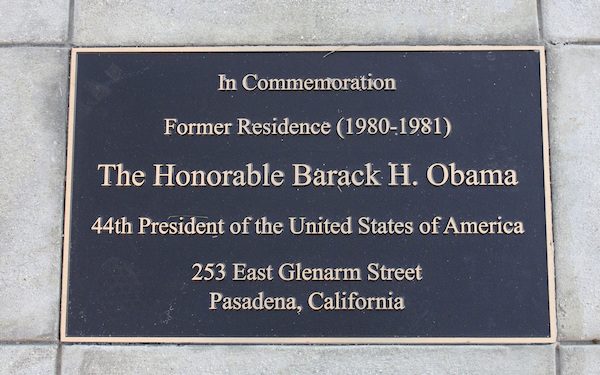 In Commemoration
Former Residence (1980-1981)
The Honorable Barack H. Obama
44th President of the United States of America
253 East Glenarm Street
Pasadena, California